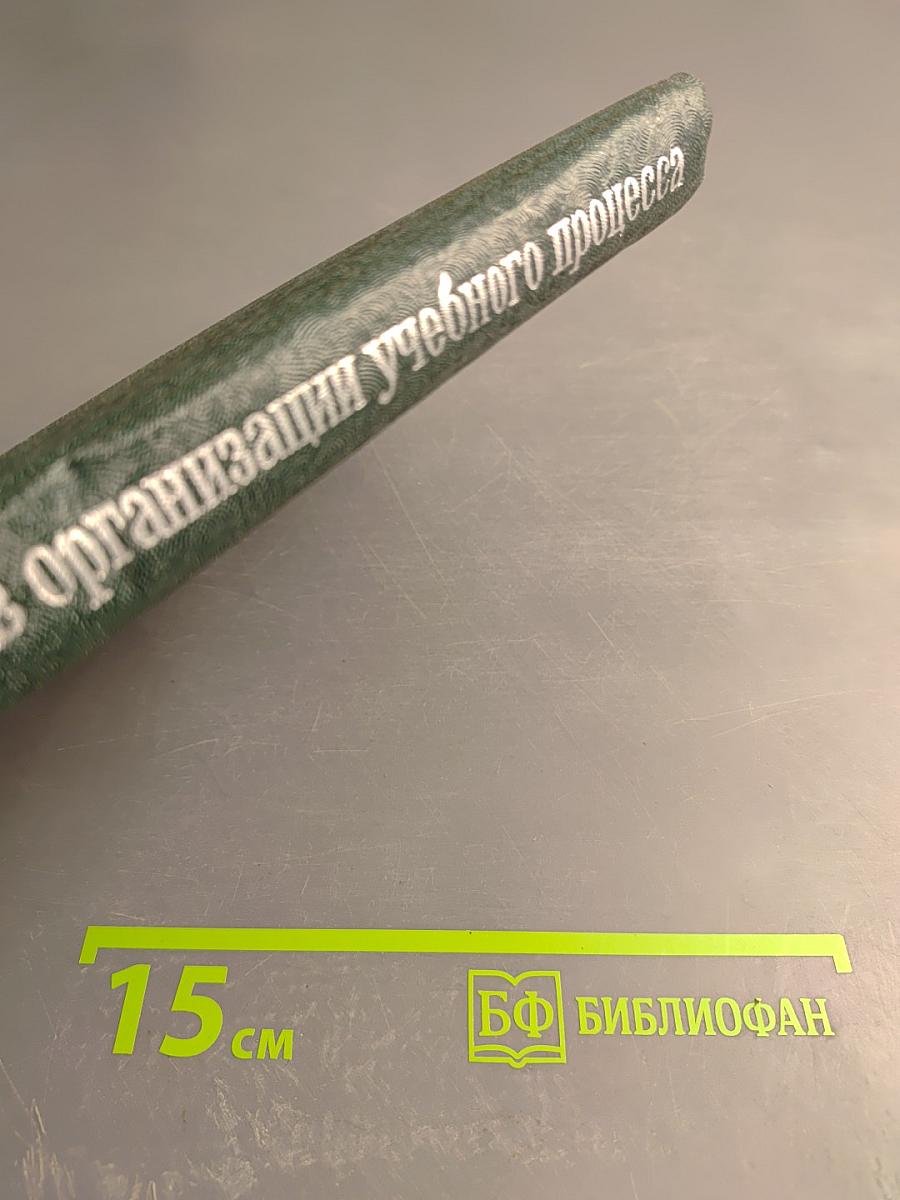 в организации учебного процесса
15 см
БФ БИБЛИОФАН